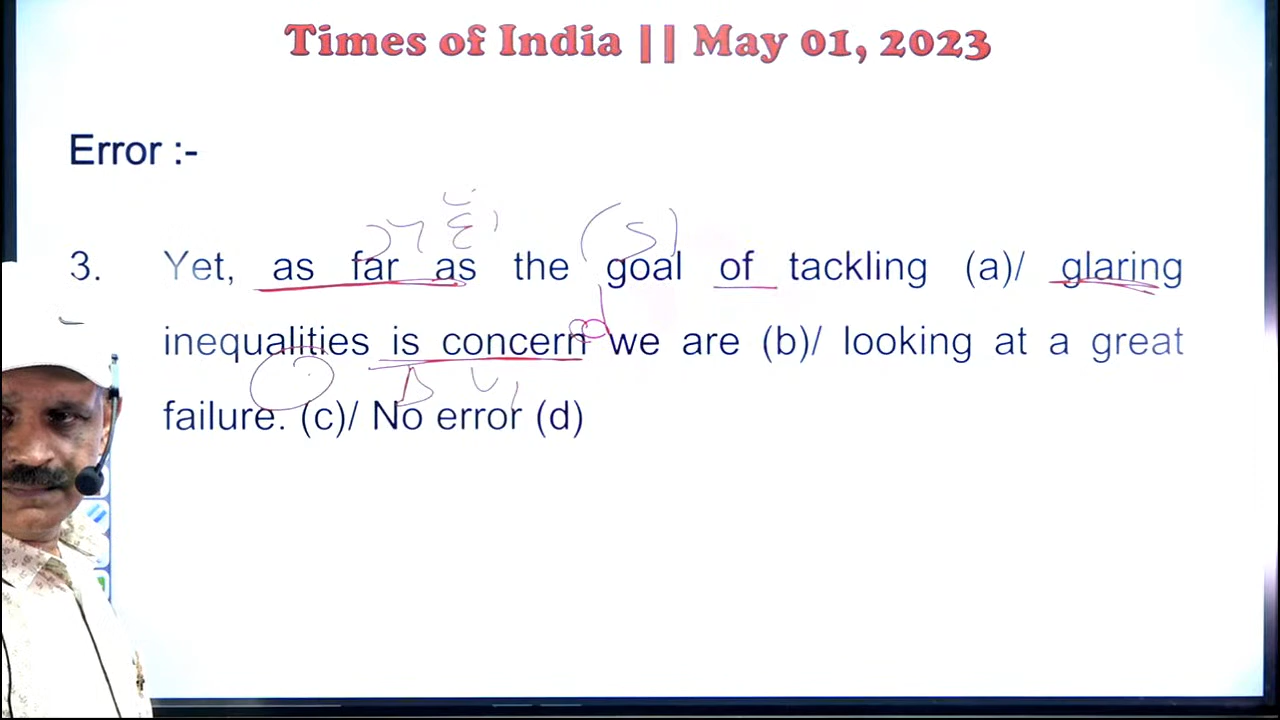 Times of India || May 01, 2023
Error :-
(S)
3. Yet, as far as the goal of tackling (a)/ glaring
d
inequalities is concern we are (b)/ looking at a great
failure. (c)/ No error (d)